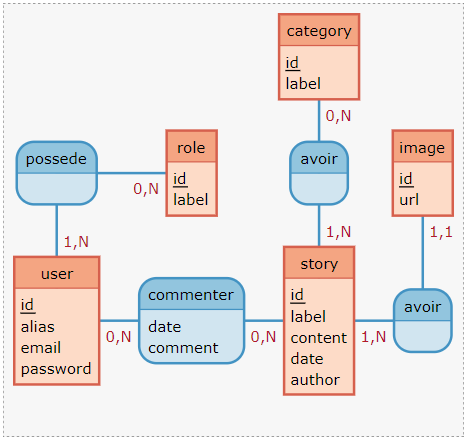 category
id
label
0,N
possede
role
id
label
0,N
avoir
image
id
url
1,N
1,N
1,1
user
id
alias
email
password
0,N
commenter
date
comment
0,N
story
id
label
content
date
author
1,N
avoir